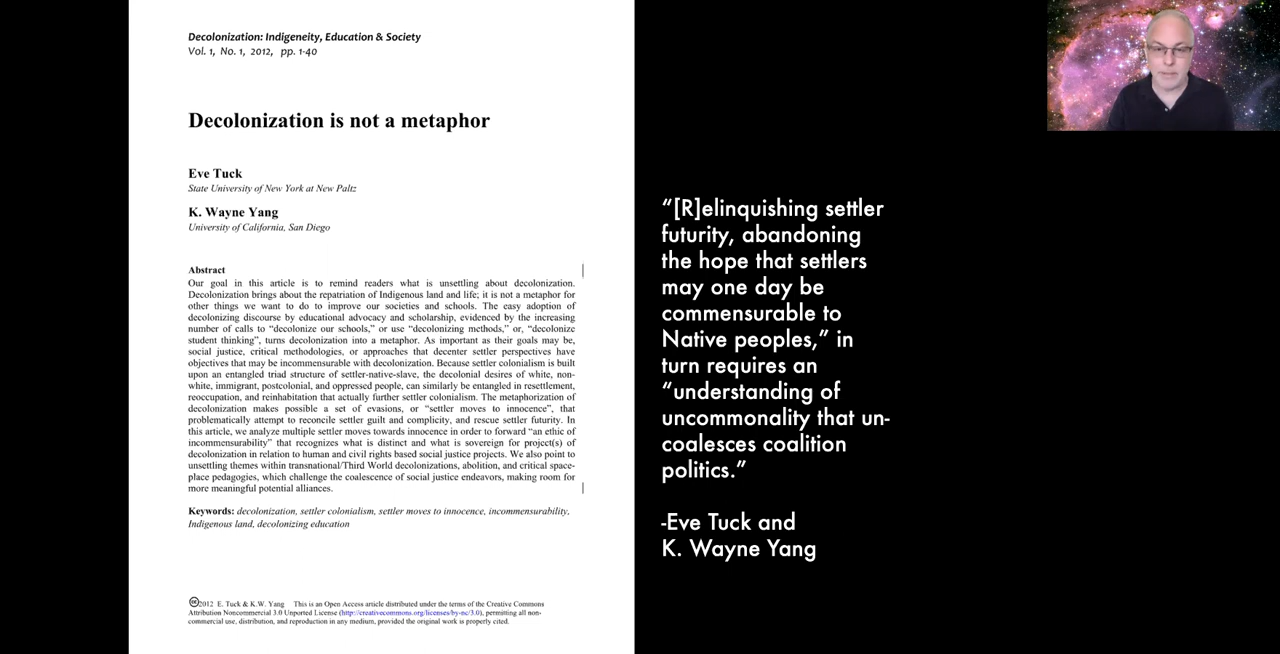 Decolonization: Indigeneity, Education & Society
Vol. 1, No. 1, 2012, pp. 1-40
Decolonization is not a metaphor
Eve Tuck
State University of New York at New Paltz
K. Wayne Yang
University of California, San Diego
Abstract
Our goal in this article is to remind readers what is unsettling about decolonization.
Decolonization brings about the repatriation of Indigenous land and life; it is not a metaphor for
other things we want to do to improve our societies and schools. The easy adoption of
decolonizing discourse by educational advocacy and scholarship, evidenced by the increasing
number of calls to “decolonize our schools,” or use “decolonizing methods,” or, “decolonize
student thinking”, turns decolonization into a metaphor. As important as their goals may be,
social justice, critical methodologies, or approaches that decenter settler perspectives have
objectives that may be incommensurable with decolonization. Because settler colonialism is built
upon an entangled triad structure of settler-native-slave, the decolonial desires of white, non-
white, immigrant, postcolonial, and oppressed people, can similarly be entangled in resettlement,
reoccupation, and reinhabitation that actually further settler colonialism. The metaphorization of
decolonization makes possible a set of evasions, or “settler moves to innocence”, that
problematically attempt to reconcile settler guilt and complicity, and rescue settler futurity. In
this article, we analyze multiple settler moves towards innocence in order to forward “an ethic of
incommensurability” that recognizes what is distinct and what is sovereign for project(s) of
decolonization in relation to human and civil rights based social justice projects. We also point to
unsettling themes within transnational/Third World decolonizations, abolition, and critical space-
place pedagogies, which challenge the coalescence of social justice endeavors, making room for
more meaningful potential alliances.
Keywords: decolonization, settler colonialism, settler moves to innocence, incommensurability,
Indigenous land, decolonizing education
cc 2012 E. Tuck & K.W. Yang This is an Open Access article distributed under the terms of the Creative Commons
Attribution Noncommercial 3.0 Unported License (http://creativecommons.org/licenses/by-nc/3.0), permitting all non-
commercial use, distribution, and reproduction in any medium, provided the original work is properly cited.
“[R]elinquishing settler
futurity, abandoning
the hope that settlers
may one day be
commensurable to
Native peoples,” in
turn requires an
“understanding of
uncommonality that un-
coalesces coalition
politics.”
-Eve Tuck and
K. Wayne Yang